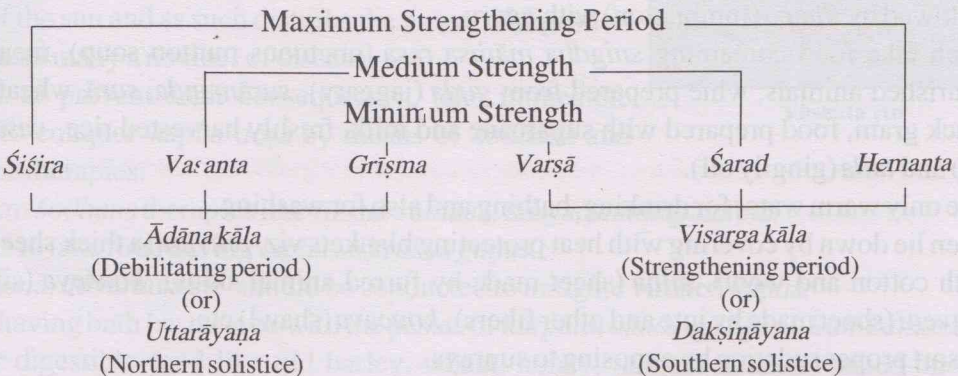 Maximum Strengthening Period
Medium Strength
Minimum Strength
Śiśira Vasanta Grīṣma Varṣā Śarad Hemanta
Ādāna kāla Visarga kāla
(Debilitating period) (Strengthening period)
(or) (or)
Uttarāyaṇa Dakṣiṇāyana
(Northern solistice) (Southern solistice)